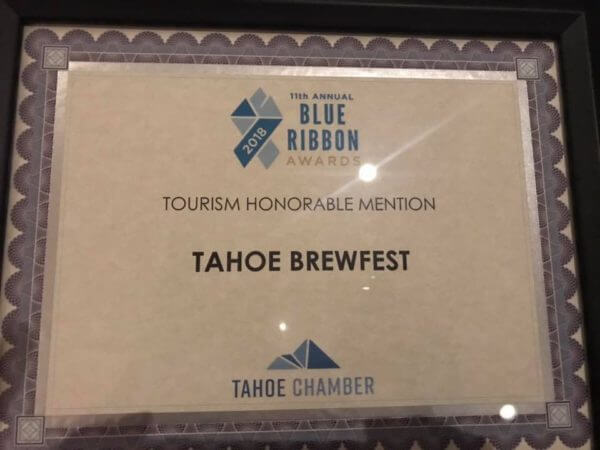 11th ANNUAL
BLUE
RIBBON
AWARDS
2018
TOURISM HONORABLE MENTION
TAHOE BREWFEST
TAHOE CHAMBER